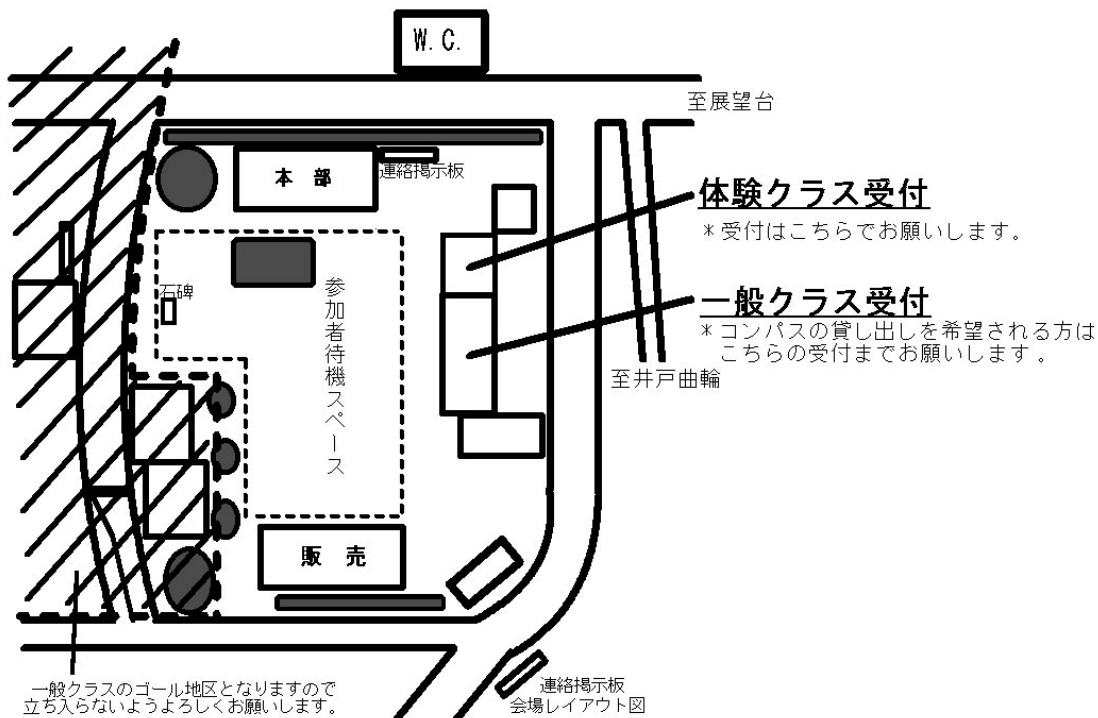 W.C.
至展望台
本部
連絡掲示板
体験クラス受付
＊受付はこちらでお願いします。
石碑
参加者待機スペース
一般クラス受付
＊コンパスの貸し出しを希望される方は
こちらの受付までお願いします。
至井戸曲輪
販売
一般クラスのゴール地区となりますので
立ち入らないようよろしくお願いします。
連絡掲示板
会場レイアウト図